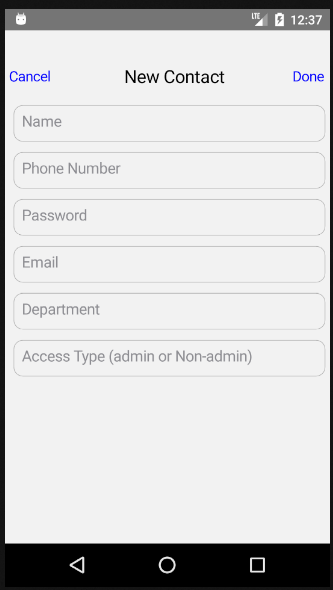 LTE 12:37
Cancel New Contact Done
Name
Phone Number
Password
Email
Department
Access Type (admin or Non-admin)